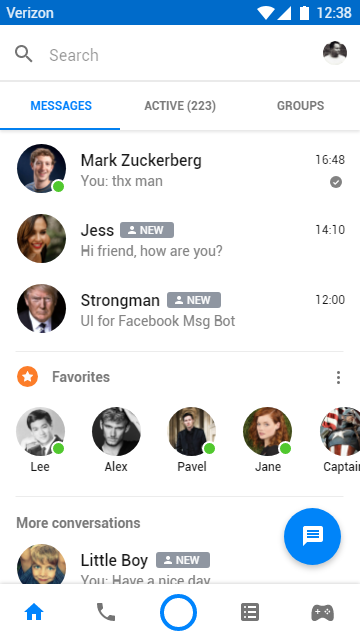 Verizon 12:38
Search
MESSAGES ACTIVE (223) GROUPS
Mark Zuckerberg 16:48
You: thx man
Jess NEW 14:10
Hi friend, how are you?
Strongman NEW 12:00
UI for Facebook Msg Bot
Favorites
Lee Alex Pavel Jane Captai
More conversations
Little Boy NEW
You: Have a nice day